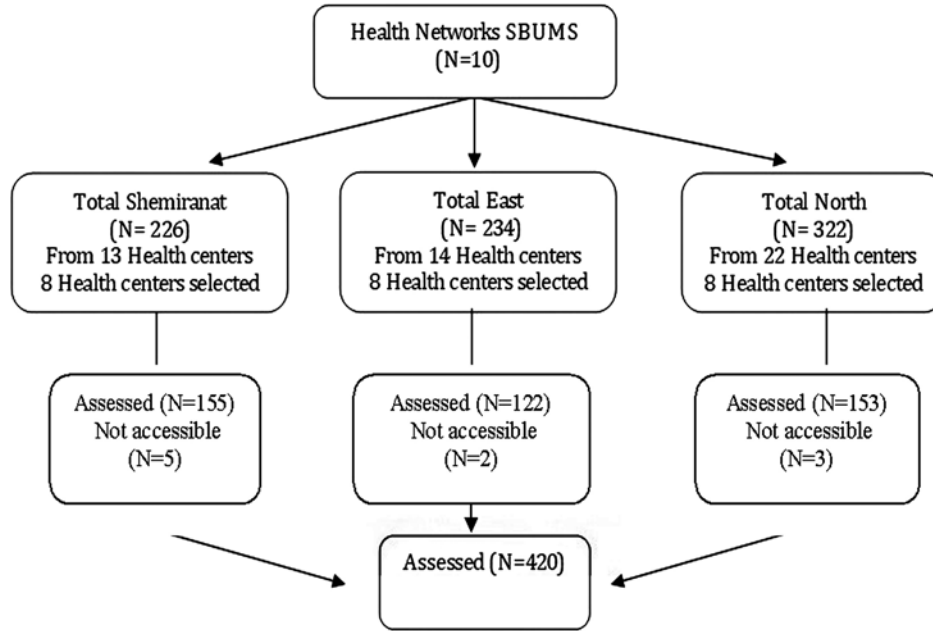 Health Networks SBUMS
(N=10)
Total Shemiranat
(N= 226)
From 13 Health centers
8 Health centers selected
Total East
(N= 234)
From 14 Health centers
8 Health centers selected
Total North
(N= 322)
From 22 Health centers
8 Health centers selected
Assessed (N=155)
Not accessible
(N=5)
Assessed (N=122)
Not accessible
(N=2)
Assessed (N=153)
Not accessible
(N=3)
Assessed (N=420)